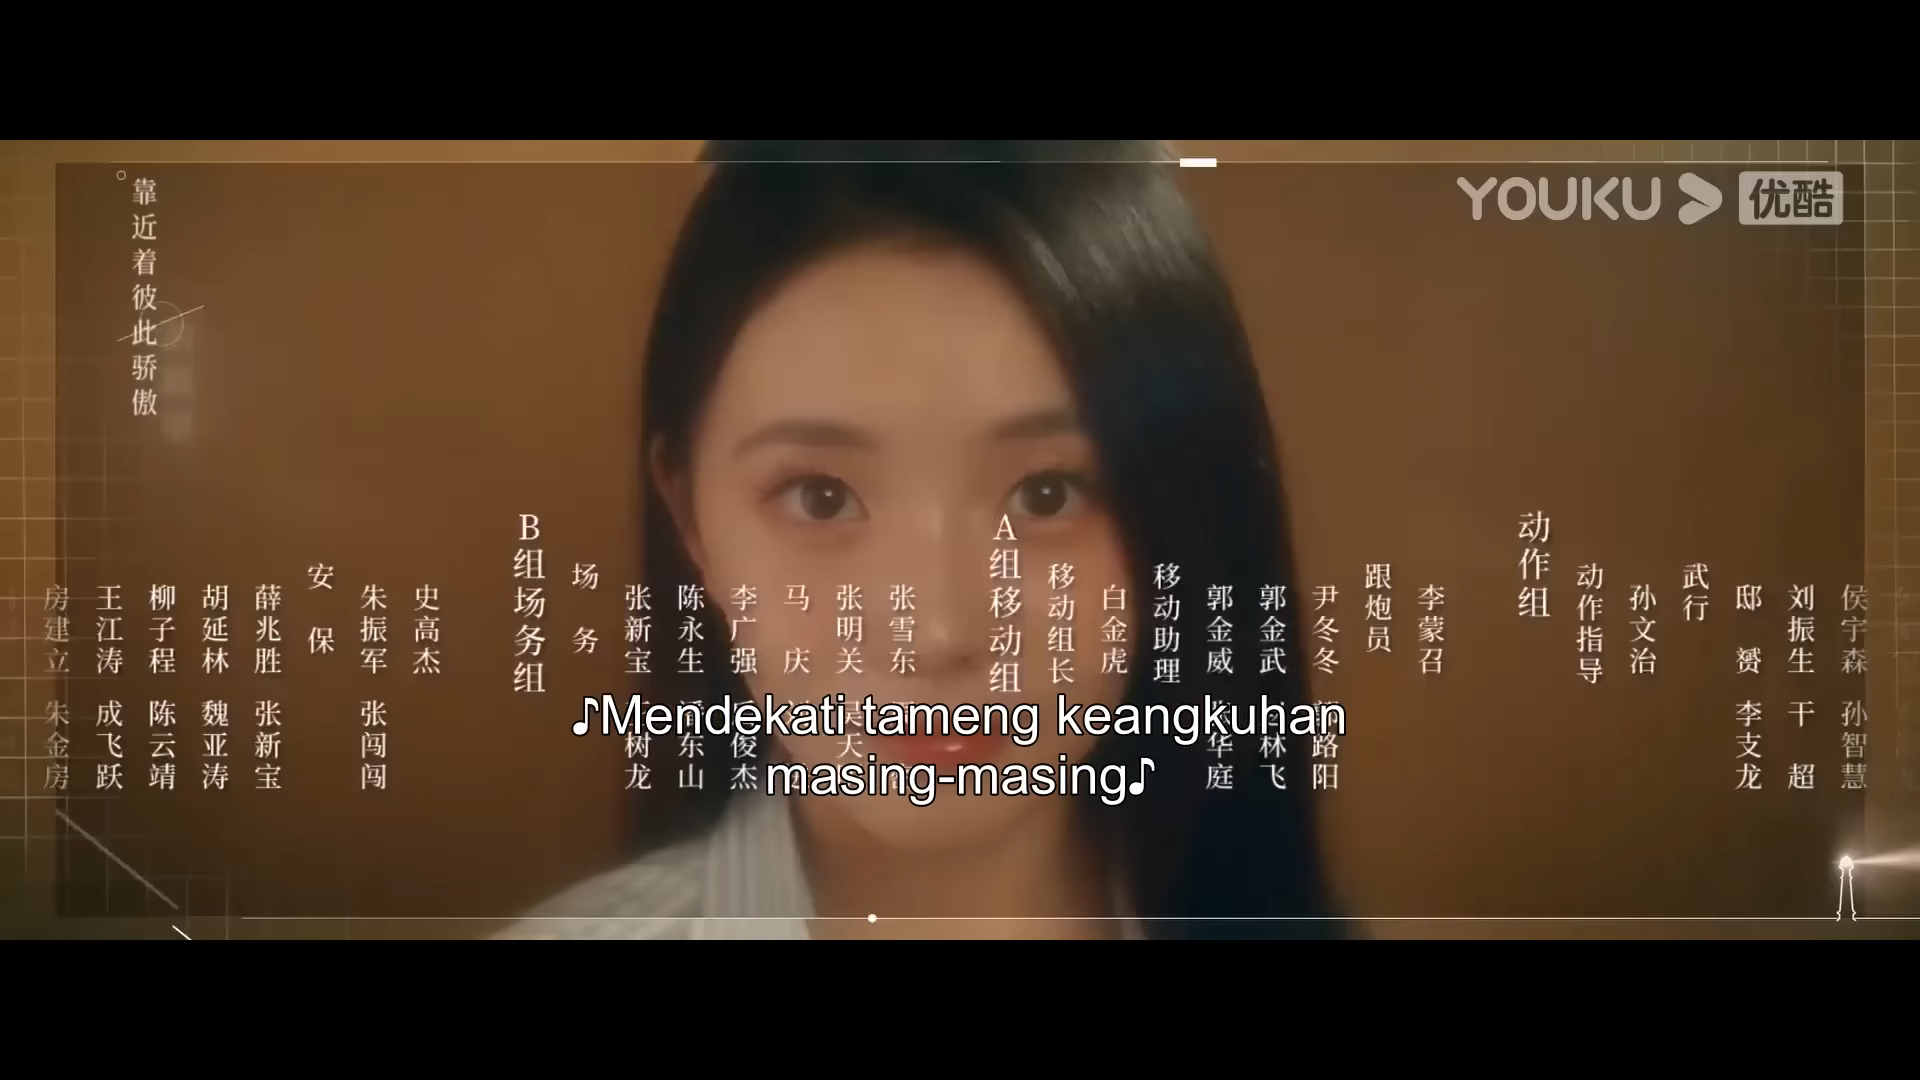 YOUKU 优酷
靠近着彼此骄傲
动作组
动作指导
孙文治
武行
邸赟 李支龙
刘振生 干超
侯宇森 孙智慧
A组移动组
移动组长
白金虎
移动助理
郭金威
郭金武
尹冬冬
跟炮员
李蒙召
B组场务组
场务
张新宝
陈永生
李广强
马庆
张明关
张雪东
安保
朱振军 张闯闯
史高杰
房建立 朱金房
王江涛 成飞跃
柳子程 陈云靖
胡延林 魏亚涛
薛兆胜 张新宝
♪Mendekati tameng keangkuhan
masing-masing♪